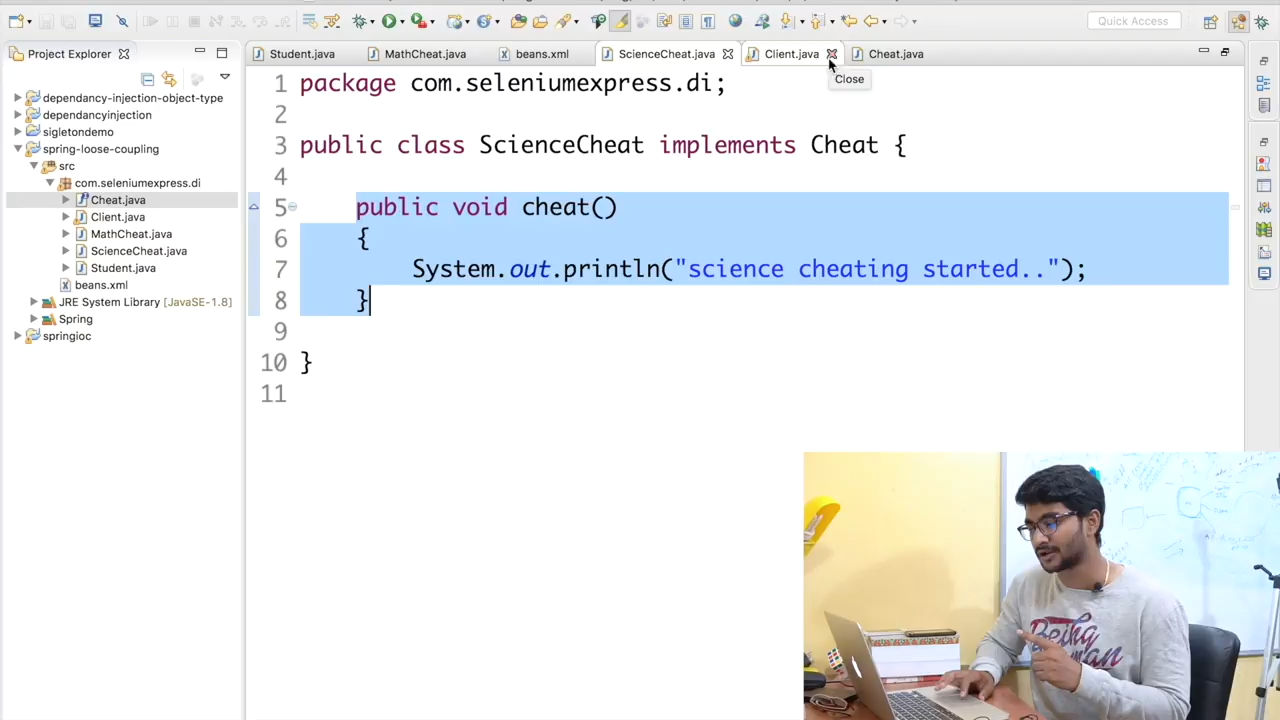 Quick Access
Project Explorer
Student.java
MathCheat.java
beans.xml
ScienceCheat.java
Client.java
Cheat.java
Close
dependancy-injection-object-type
dependancyinjection
sigletondemo
spring-loose-coupling
src
com.seleniumexpress.di
Cheat.java
Client.java
MathCheat.java
ScienceCheat.java
Student.java
beans.xml
JRE System Library [JavaSE-1.8]
Spring
springioc
1 package com.seleniumexpress.di;
2
3 public class ScienceCheat implements Cheat {
4
5 public void cheat()
6 {
7 System.out.println("science cheating started..");
8 }
9
10 }
11
Being